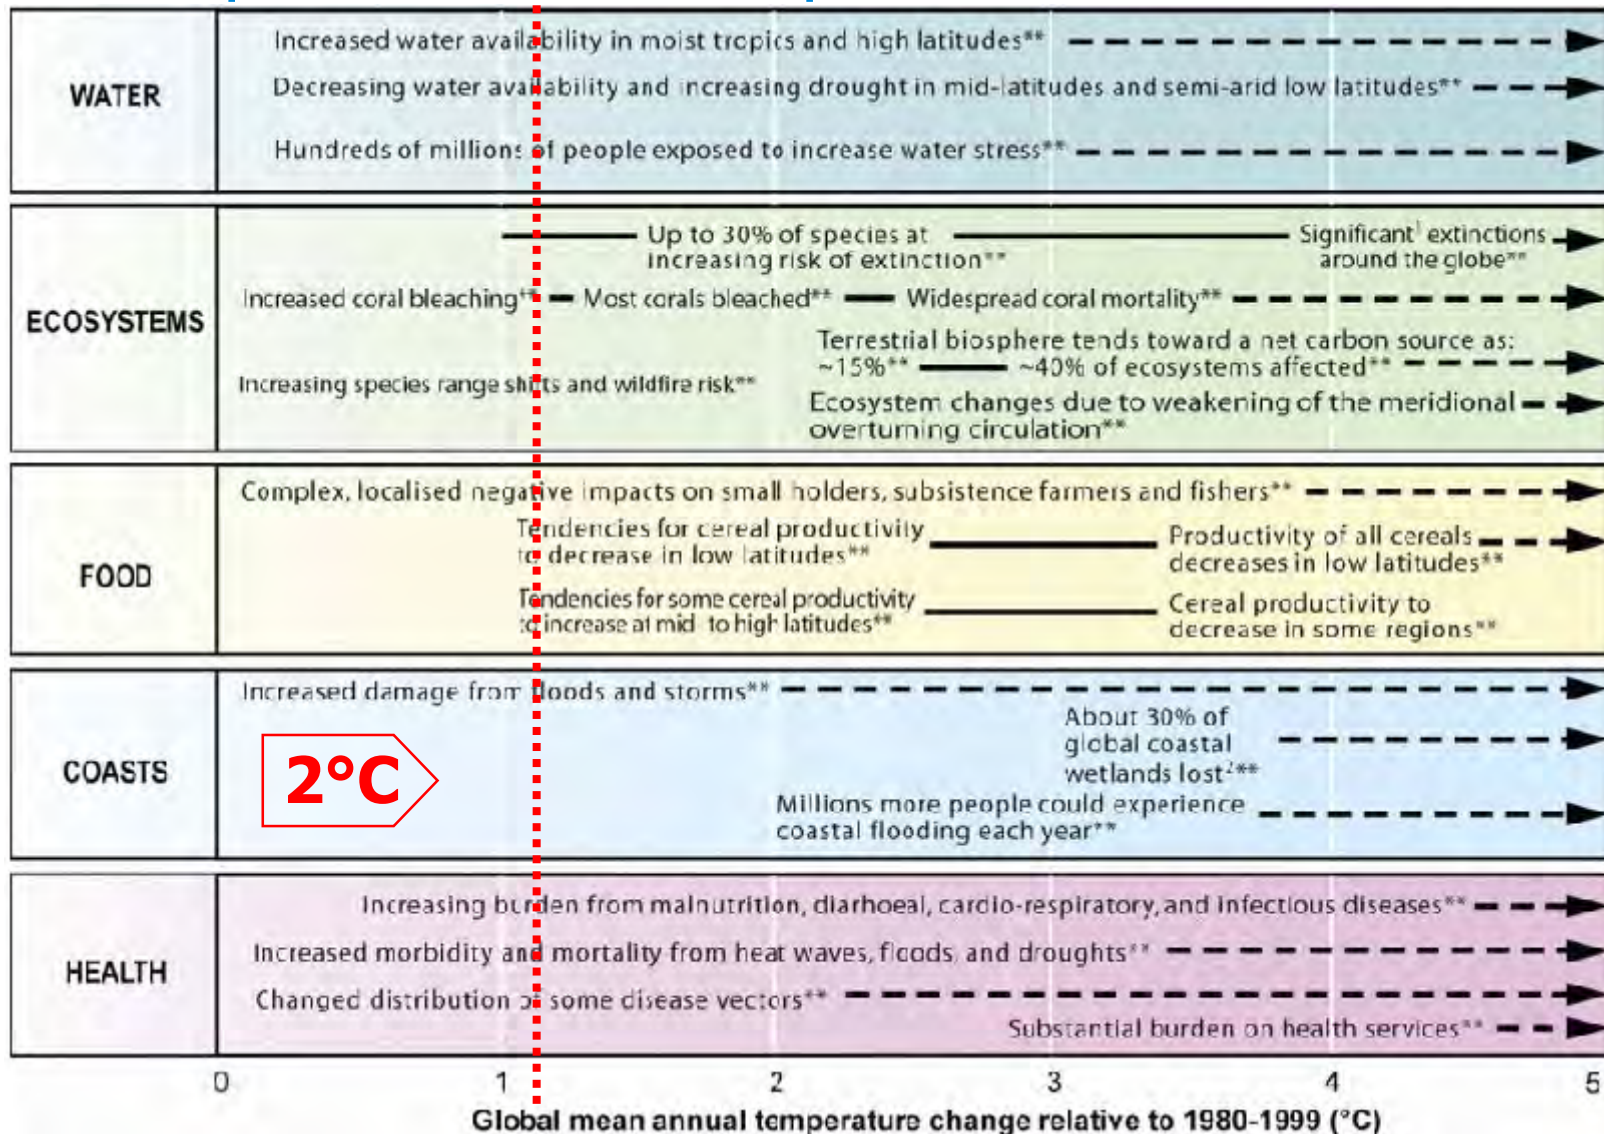 WATER
Increased water availability in moist tropics and high latitudes**
Decreasing water availability and increasing drought in mid-latitudes and semi-arid low latitudes**
Hundreds of millions of people exposed to increase water stress**
ECOSYSTEMS
Up to 30% of species at
increasing risk of extinction**
Significant¹ extinctions
around the globe**
Increased coral bleaching** Most corals bleached** Widespread coral mortality**
Terrestrial biosphere tends toward a net carbon source as:
~15%** ~40% of ecosystems affected**
Increasing species range shifts and wildfire risk**
Ecosystem changes due to weakening of the meridional
overturning circulation**
FOOD
Complex, localised negative impacts on small holders, subsistence farmers and fishers**
Tendencies for cereal productivity
to decrease in low latitudes**
Productivity of all cereals
decreases in low latitudes**
Tendencies for some cereal productivity
to increase at mid- to high latitudes**
Cereal productivity to
decrease in some regions**
COASTS
Increased damage from floods and storms**
2°C
About 30% of
global coastal
wetlands lost²**
Millions more people could experience
coastal flooding each year**
HEALTH
Increasing burden from malnutrition, diarhoeal, cardio-respiratory, and infectious diseases**
Increased morbidity and mortality from heat waves, floods, and droughts**
Changed distribution of some disease vectors**
Substantial burden on health services**
0 1 2 3 4 5
Global mean annual temperature change relative to 1980-1999 (°C)